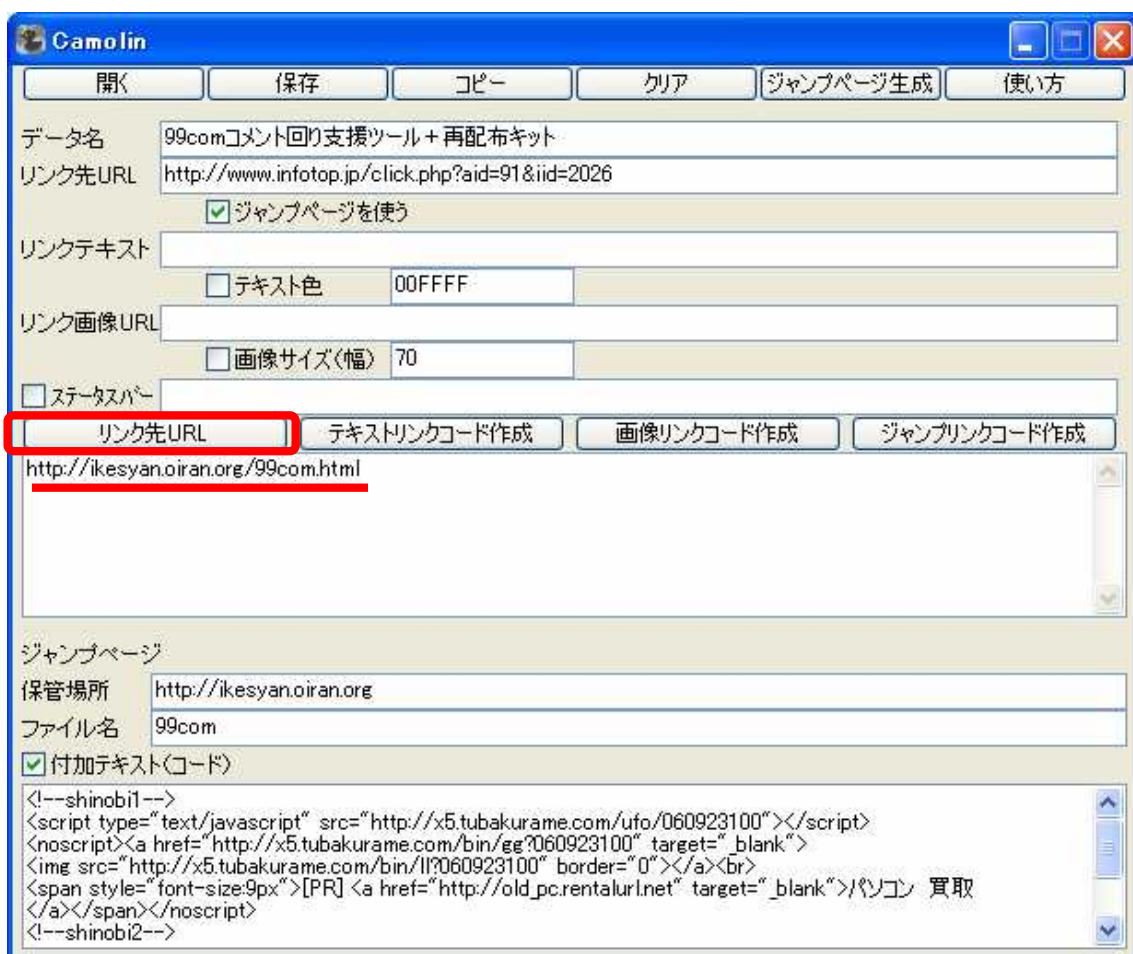 Camolin
開く 保存 コピー クリア ジャンプページ生成 使い方
データ名 99comコメント回り支援ツール+再配布キット
リンク先URL http://www.infotop.jp/click.php?aid=91&iid=2026
ジャンプページを使う
リンクテキスト
テキスト色 00FFFF
リンク画像URL
画像サイズ(幅) 70
ステータスバー
リンク先URL テキストリンクコード作成 画像リンクコード作成 ジャンプリンクコード作成
http://ikesyan.oiran.org/99com.html
ジャンプページ
保管場所 http://ikesyan.oiran.org
ファイル名 99com
付加テキスト(コード)
<!--shinobi1-->
<script type="text/javascript" src="http://x5.tubakurame.com/ufo/060923100"></script>
<noscript><a href="http://x5.tubakurame.com/bin/gg?060923100" target="_blank">
<img src="http://x5.tubakurame.com/bin/ll?060923100" border="0"></a><br>
<span style="font-size:9px">[PR] <a href="http://old_pc.rentalurl.net" target="_blank">パソコン 買取
</a></span></noscript>
<!--shinobi2-->